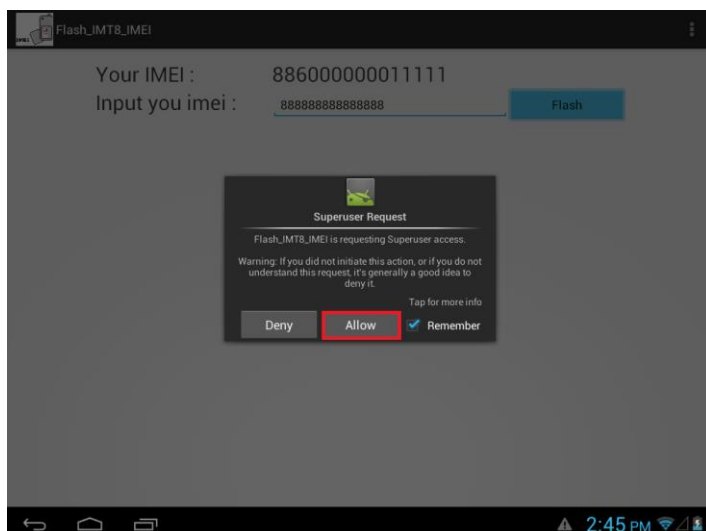 Flash_IMT8_IMEI
Your IMEI : 886000000011111
Input you imei : 888888888888888 Flash
Superuser Request
Flash_IMT8_IMEI is requesting Superuser access.
Warning: If you did not initiate this action, or if you do not
understand this request, it's generally a good idea to
deny it.
Tap for more info
Deny Allow Remember
2:45 PM